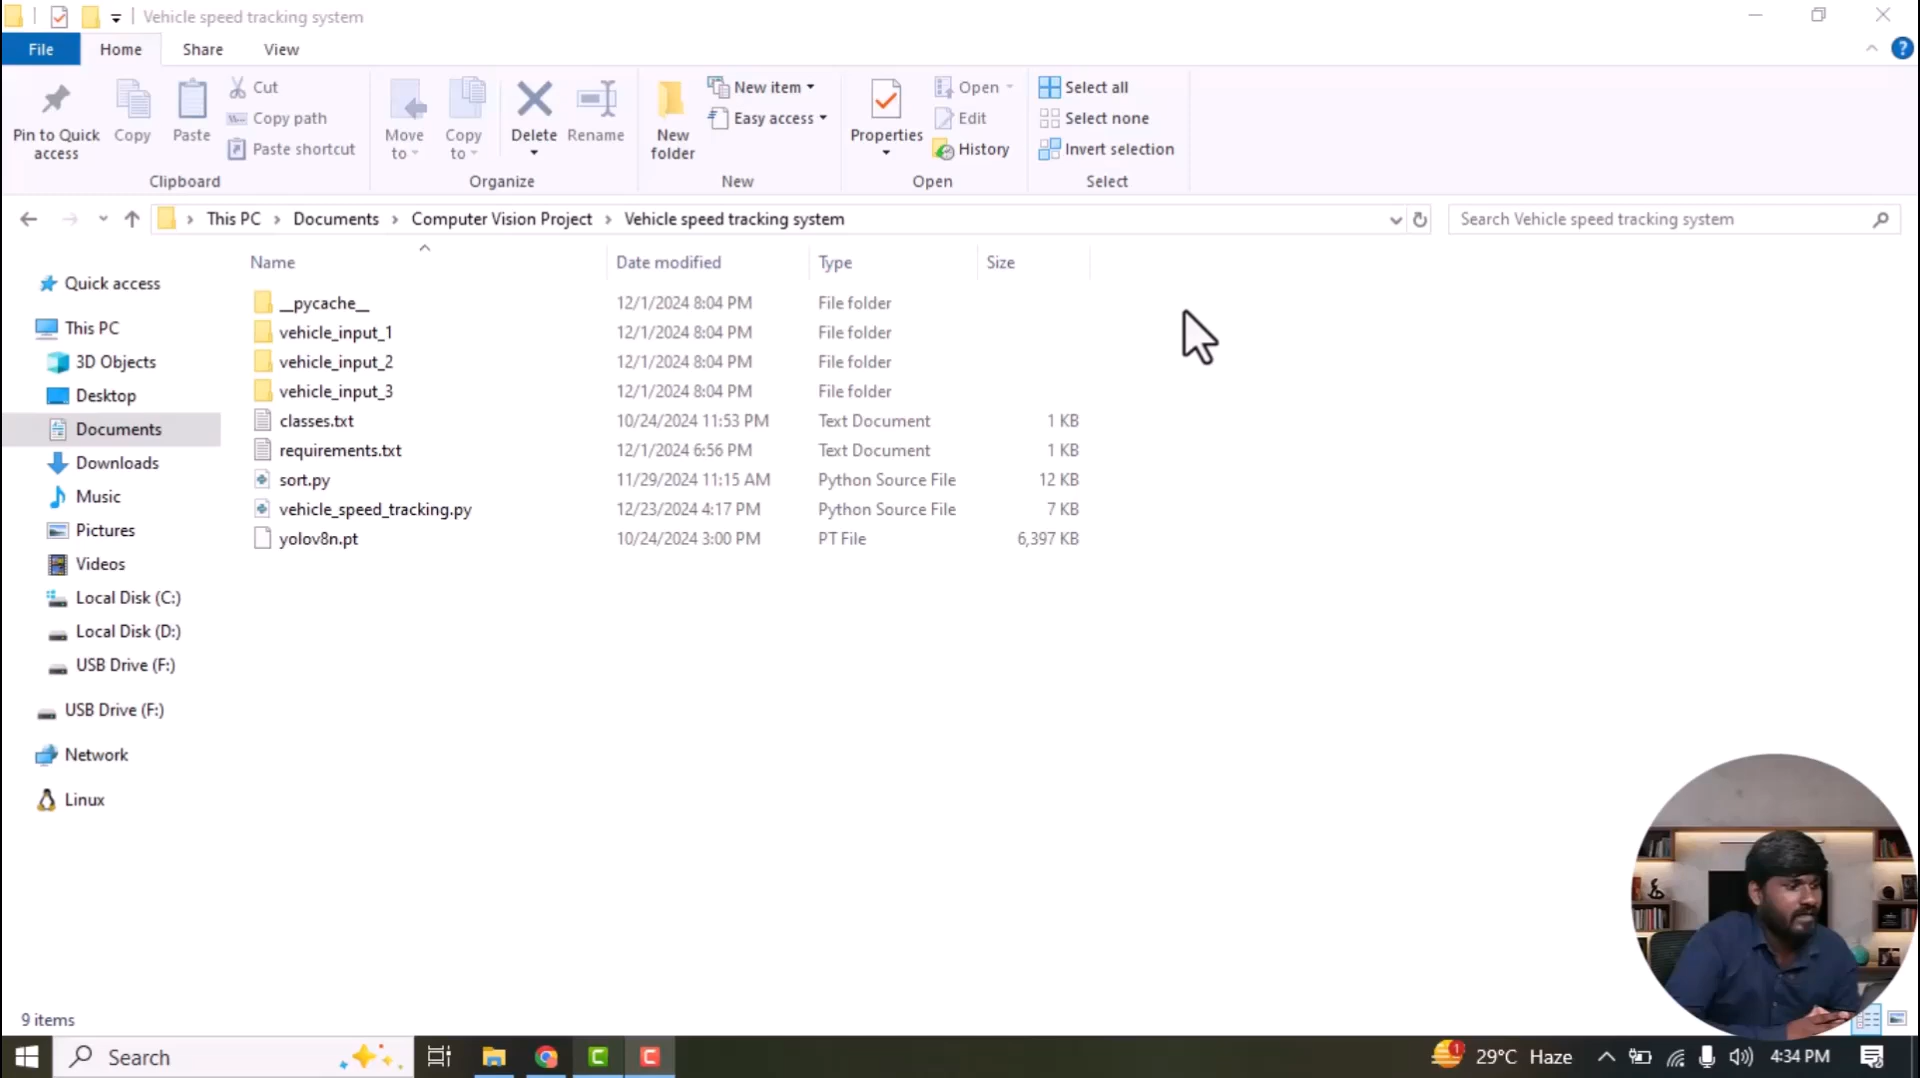 Vehicle speed tracking system
File Home Share View
Pin to Quick access
Copy
Paste
Cut
Copy path
Paste shortcut
Clipboard
Move to
Copy to
Delete
Rename
Organize
New folder
New item
Easy access
New
Properties
Open
Edit
History
Open
Select all
Select none
Invert selection
Select
This PC Documents Computer Vision Project Vehicle speed tracking system
Search Vehicle speed tracking system
Quick access
This PC
3D Objects
Desktop
Documents
Downloads
Music
Pictures
Videos
Local Disk (C:)
Local Disk (D:)
USB Drive (F:)
USB Drive (F:)
Network
Linux
Name Date modified Type Size
__pycache__ 12/1/2024 8:04 PM File folder
vehicle_input_1 12/1/2024 8:04 PM File folder
vehicle_input_2 12/1/2024 8:04 PM File folder
vehicle_input_3 12/1/2024 8:04 PM File folder
classes.txt 10/24/2024 11:53 PM Text Document 1 KB
requirements.txt 12/1/2024 6:56 PM Text Document 1 KB
sort.py 11/29/2024 11:15 AM Python Source File 12 KB
vehicle_speed_tracking.py 12/23/2024 4:17 PM Python Source File 7 KB
yolov8n.pt 10/24/2024 3:00 PM PT File 6,397 KB
9 items
Search
1
29°C Haze
4:34 PM